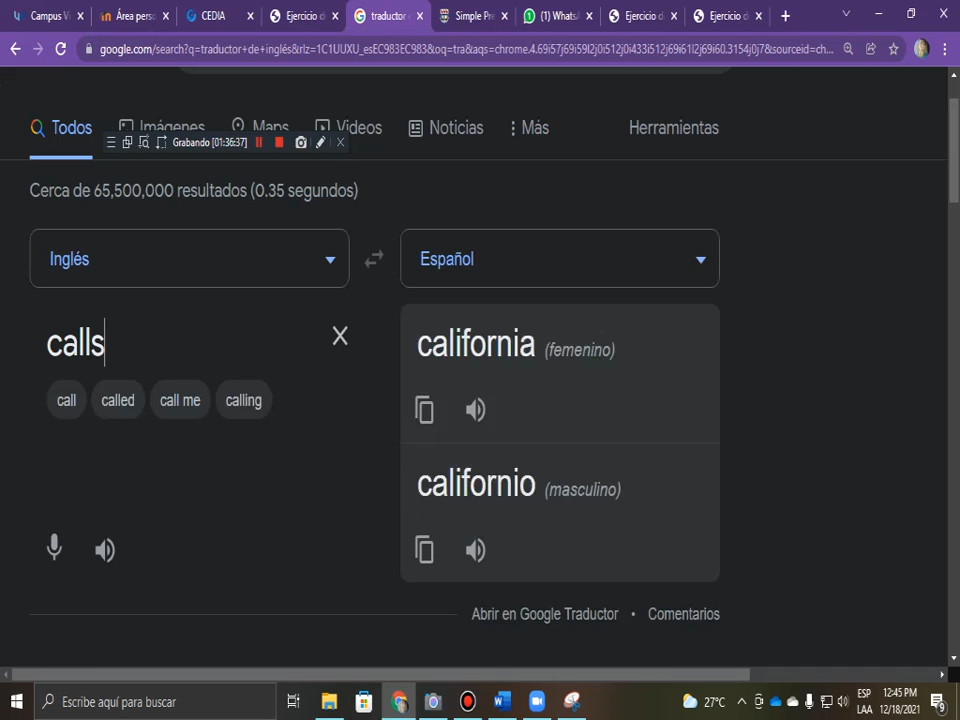 Campus Vi
Área perso
CEDIA
Ejercicio d
traductor
Simple Pre
(1) Whats
Ejercicio d
Ejercicio d
google.com/search?q=traductor+de+inglés&rlz=1C1UUXU_esEC983EC983&oq=tra&aqs=chrome.4.69i57j69i59l2j0i512j0i433i512j69i61l2j69i60.3154j0j7&sourceid=ch...
Todos
Imágenes
Maps
Videos
Noticias
Más
Herramientas
Grabando [01:36:37]
Cerca de 65,500,000 resultados (0.35 segundos)
Inglés
Español
calls
california (femenino)
call
called
call me
calling
californio (masculino)
Abrir en Google Traductor • Comentarios
Escribe aquí para buscar
27°C
ESP
LAA
12:45 PM
12/18/2021
9